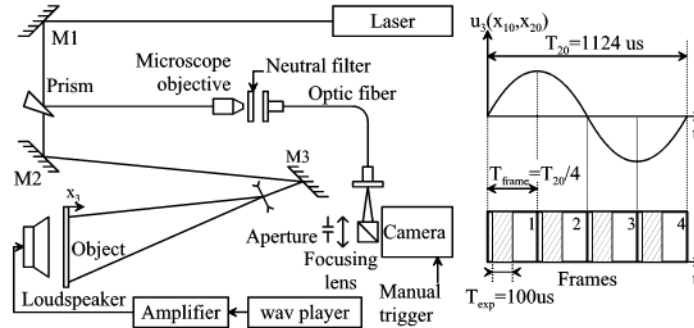 Laser
M1
Microscope
objective
Neutral filter
Prism
Optic fiber
M2
M3
x3
Object
Aperture
Camera
Focusing
lens
Loudspeaker
Manual
trigger
Amplifier
wav player
u3(x10,x20)
T20=1124 us
t
Tframe=T20/4
1
2
3
4
t
Frames
Texp=100us